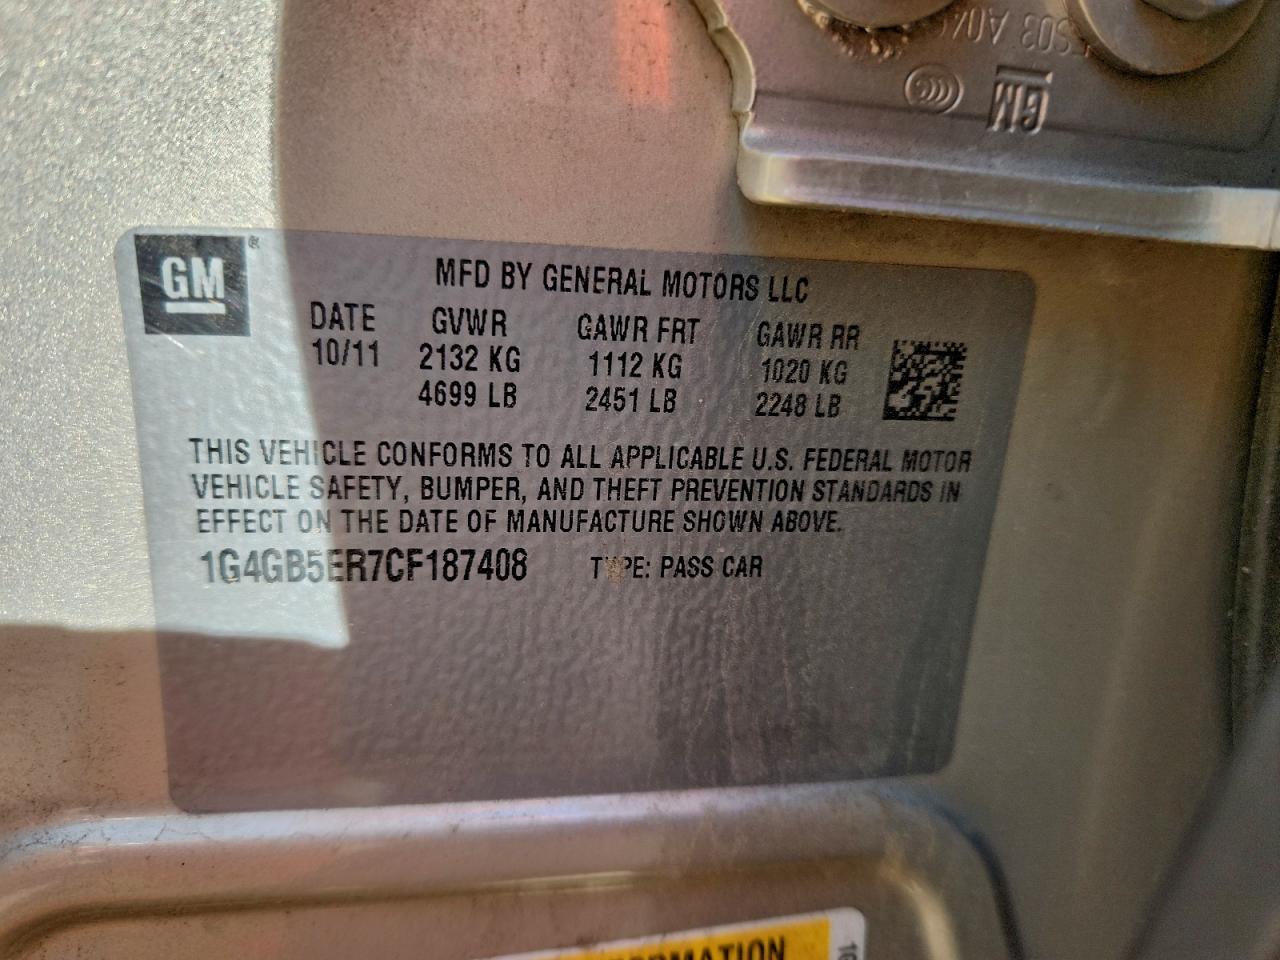 GM
GM®
MFD BY GENERAL MOTORS LLC
DATE GVWR GAWR FRT GAWR RR
10/11 2132 KG 1112 KG 1020 KG
4699 LB 2451 LB 2248 LB
THIS VEHICLE CONFORMS TO ALL APPLICABLE U.S. FEDERAL MOTOR
VEHICLE SAFETY, BUMPER, AND THEFT PREVENTION STANDARDS IN
EFFECT ON THE DATE OF MANUFACTURE SHOWN ABOVE.
1G4GB5ER7CF187408 TYPE: PASS CAR